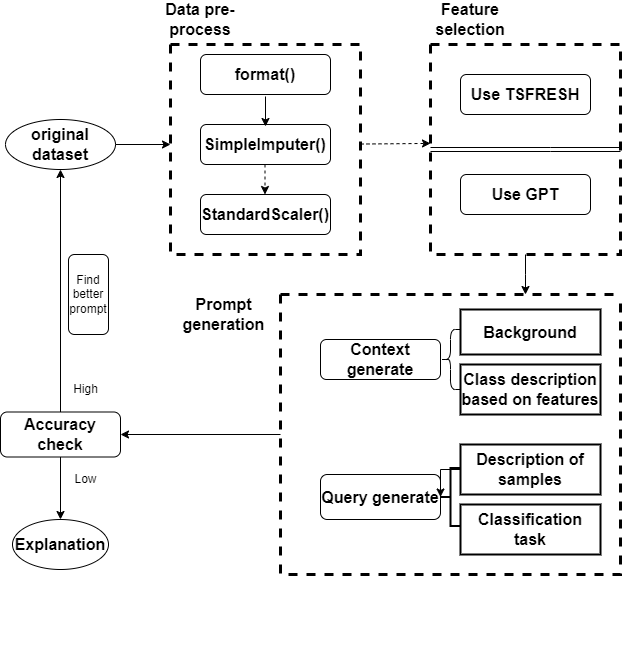 Data pre-
process
Feature
selection
format()
Use TSFRESH
original
dataset
SimpleImputer()
Use GPT
StandardScaler()
Find
better
prompt
Prompt
generation
Background
Context
generate
Class description
based on features
High
Accuracy
check
Description of
samples
Low
Query generate
Classification
task
Explanation